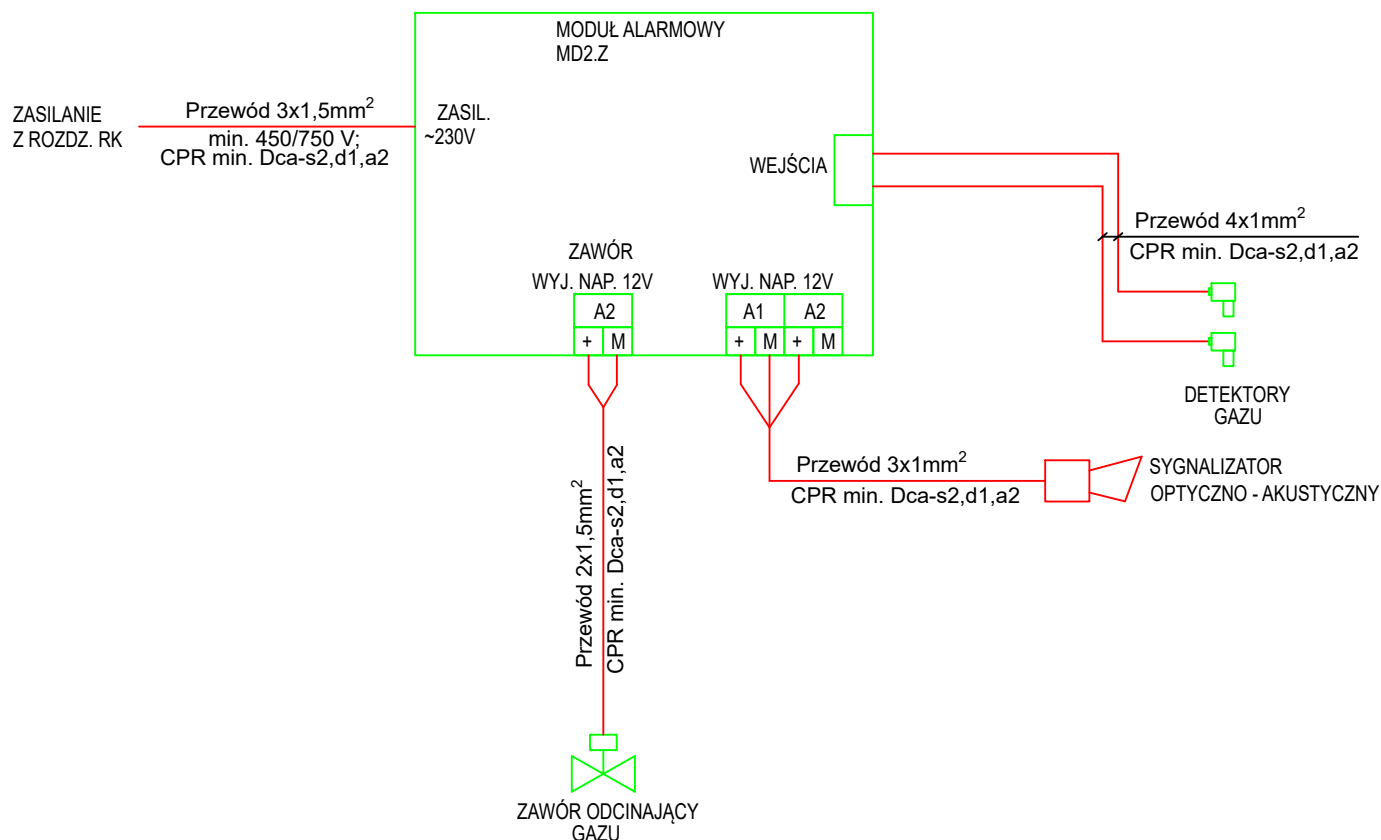 MODUŁ ALARMOWY
MD2.Z
ZASILANIE
Z ROZDZ. RK
Przewód 3x1,5mm²
min. 450/750 V;
CPR min. Dca-s2,d1,a2
ZASIL.
~230V
WEJŚCIA
Przewód 4x1mm²
CPR min. Dca-s2,d1,a2
ZAWÓR
WYJ. NAP. 12V
A2
+ M
WYJ. NAP. 12V
A1 A2
+ M + M
DETEKTORY
GAZU
Przewód 3x1mm²
CPR min. Dca-s2,d1,a2
SYGNALIZATOR
OPTYCZNO - AKUSTYCZNY
Przewód 2x1,5mm²
CPR min. Dca-s2,d1,a2
ZAWÓR ODCINAJĄCY
GAZU